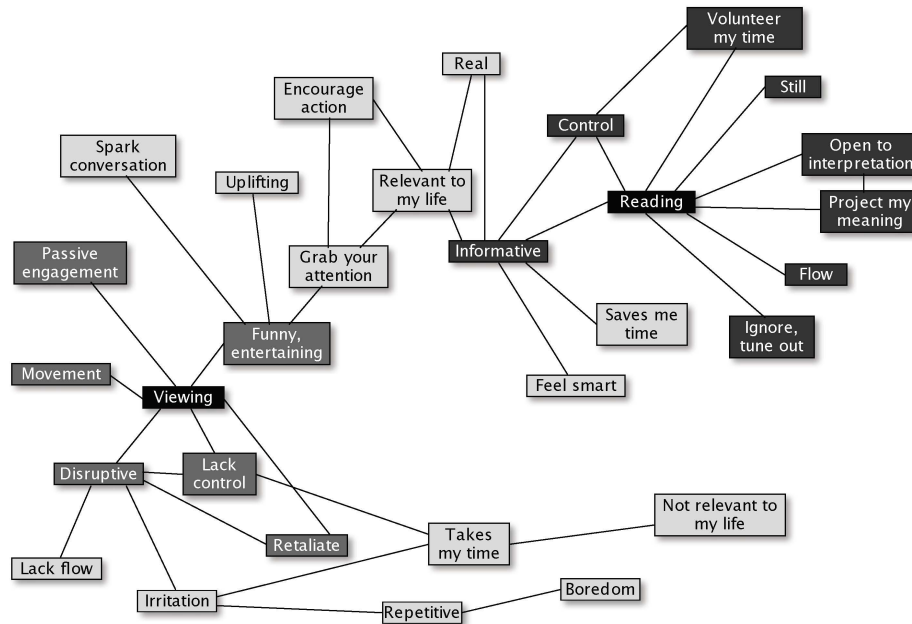 Volunteer
my time
Real
Encourage
action
Still
Control
Spark
conversation
Open to
interpretation
Uplifting
Relevant to
my life
Reading
Project my
meaning
Passive
engagement
Informative
Grab your
attention
Flow
Saves me
time
Funny,
entertaining
Ignore,
tune out
Movement
Feel smart
Viewing
Disruptive
Lack
control
Not relevant to
my life
Takes
my time
Retaliate
Lack flow
Boredom
Irritation
Repetitive